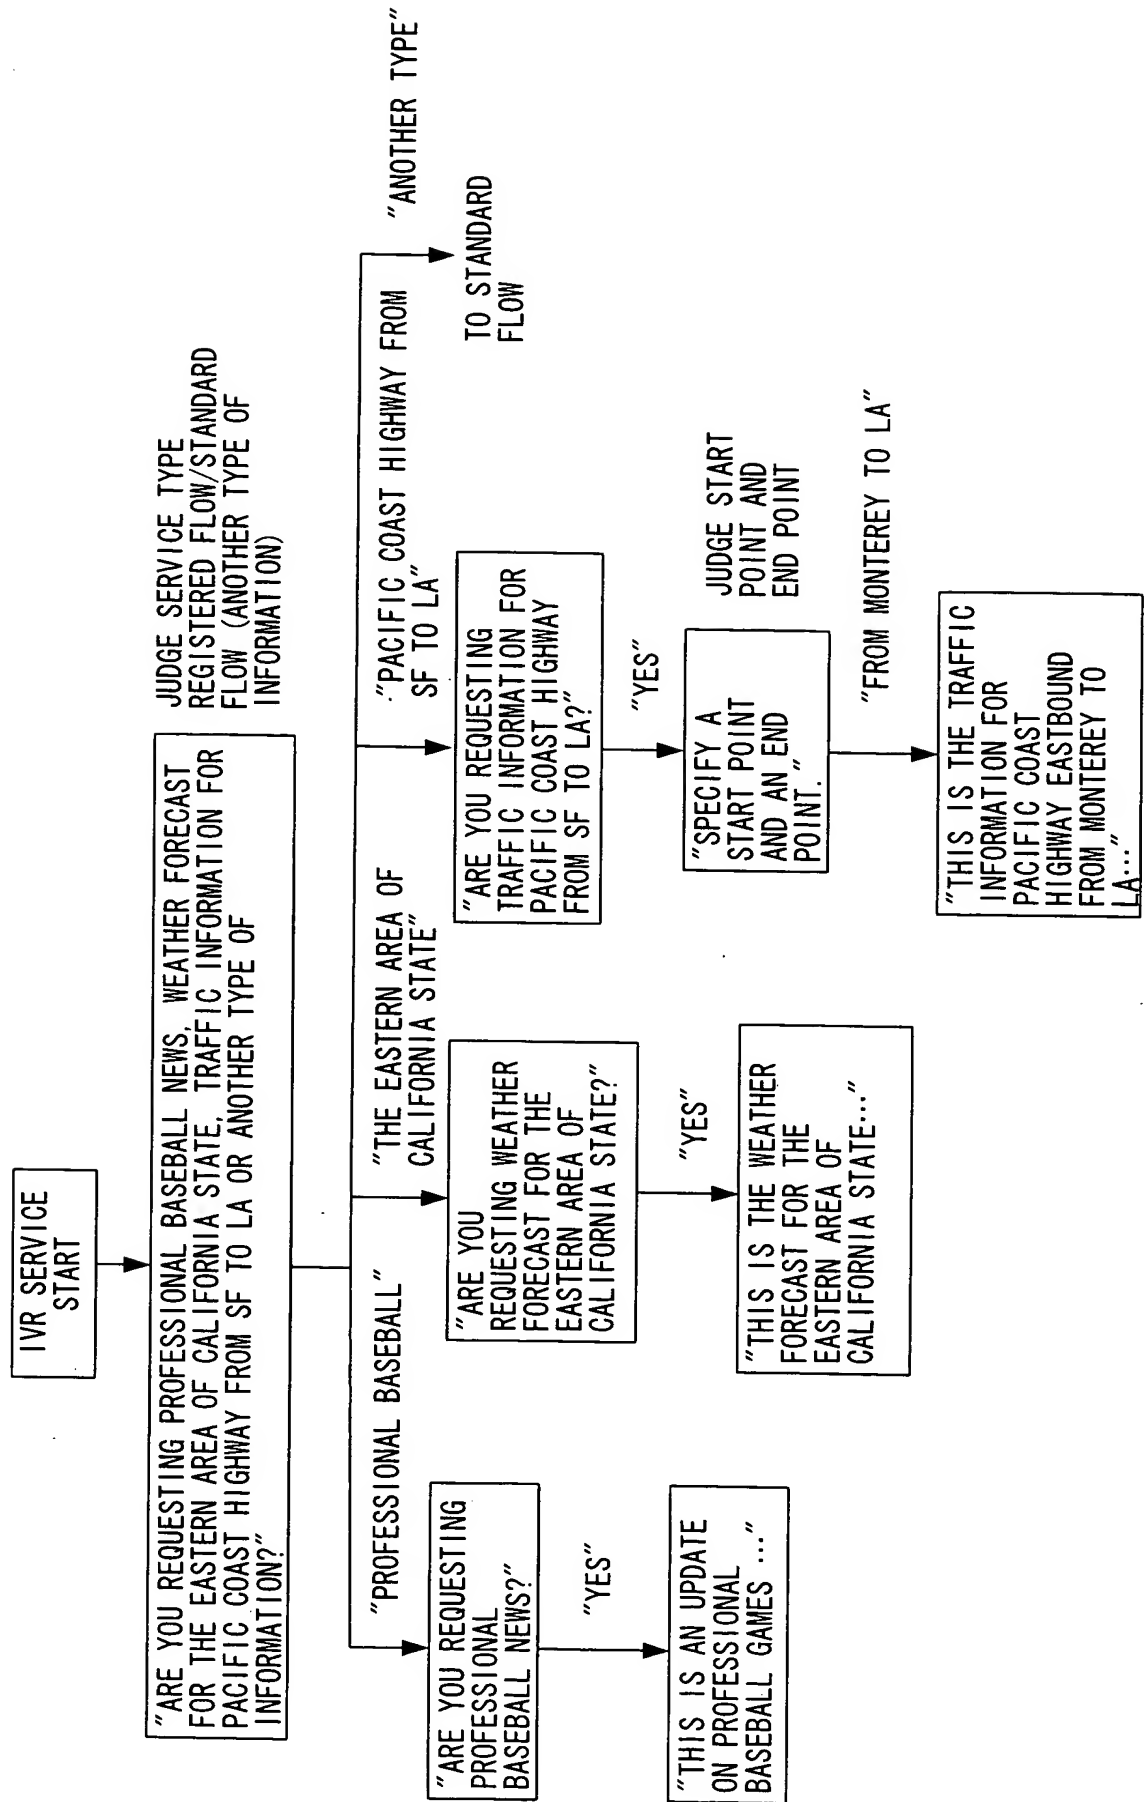 IVR SERVICE
START
"ARE YOU REQUESTING PROFESSIONAL BASEBALL NEWS, WEATHER FORECAST
FOR THE EASTERN AREA OF CALIFORNIA STATE, TRAFFIC INFORMATION FOR
PACIFIC COAST HIGHWAY FROM SF TO LA OR ANOTHER TYPE OF
INFORMATION?"
JUDGE SERVICE TYPE
REGISTERED FLOW/STANDARD
FLOW (ANOTHER TYPE OF
INFORMATION)
"PROFESSIONAL BASEBALL"
"ARE YOU REQUESTING
PROFESSIONAL
BASEBALL NEWS?"
"YES"
"THIS IS AN UPDATE
ON PROFESSIONAL
BASEBALL GAMES ..."
"THE EASTERN AREA OF
CALIFORNIA STATE"
"ARE YOU
REQUESTING WEATHER
FORECAST FOR THE
EASTERN AREA OF
CALIFORNIA STATE?"
"YES"
"THIS IS THE WEATHER
FORECAST FOR THE
EASTERN AREA OF
CALIFORNIA STATE..."
"PACIFIC COAST HIGHWAY FROM
SF TO LA"
"ARE YOU REQUESTING
TRAFFIC INFORMATION FOR
PACIFIC COAST HIGHWAY
FROM SF TO LA?"
"YES"
"SPECIFY A
START POINT
AND AN END
POINT."
JUDGE START
POINT AND
END POINT
"FROM MONTEREY TO LA"
"THIS IS THE TRAFFIC
INFORMATION FOR
PACIFIC COAST
HIGHWAY EASTBOUND
FROM MONTEREY TO
LA..."
"ANOTHER TYPE"
TO STANDARD
FLOW